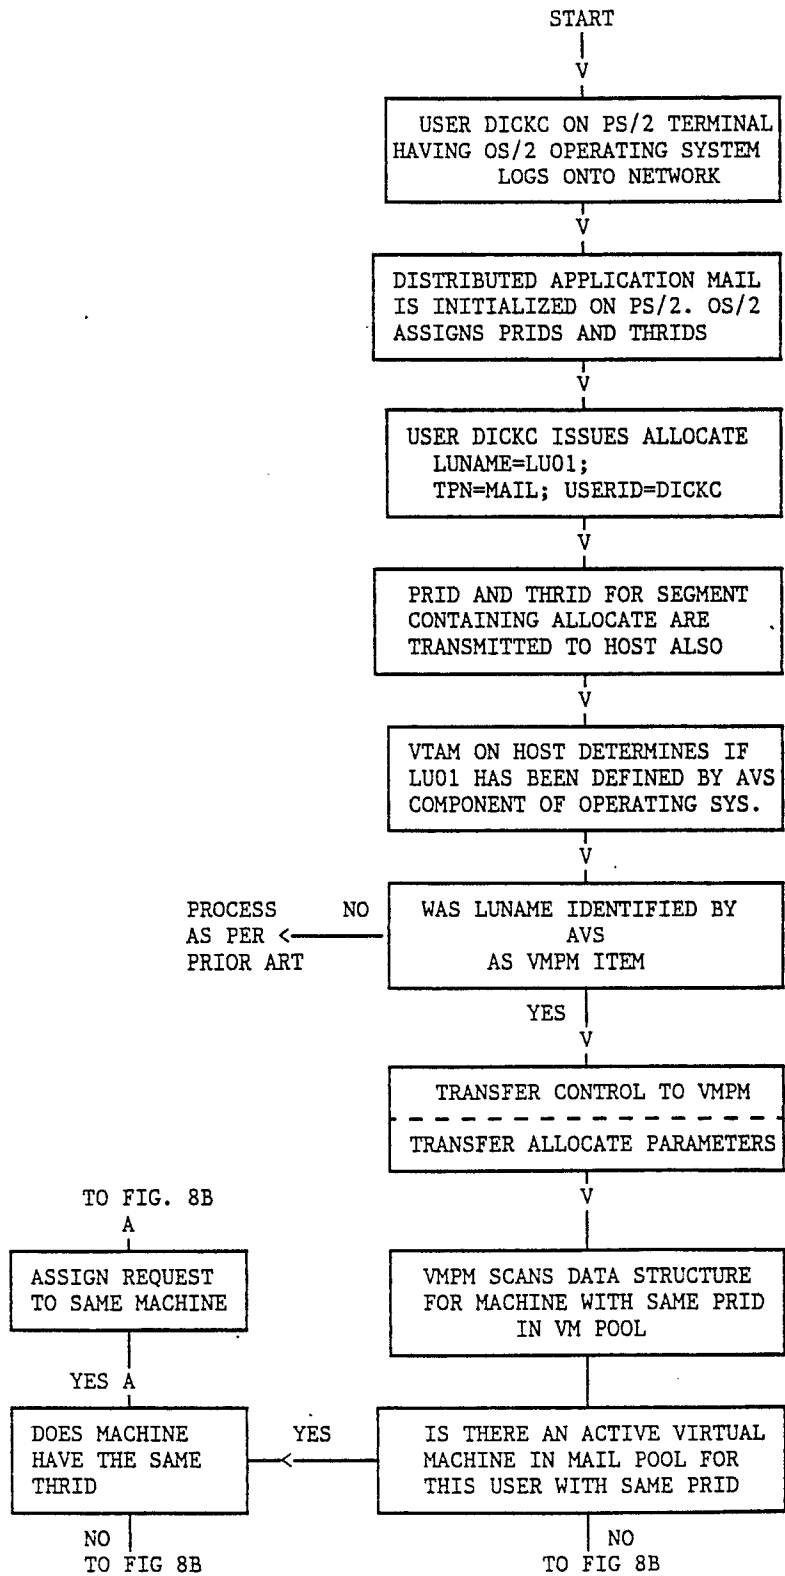 START
V
USER DICKC ON PS/2 TERMINAL
HAVING OS/2 OPERATING SYSTEM
LOGS ONTO NETWORK
V
DISTRIBUTED APPLICATION MAIL
IS INITIALIZED ON PS/2. OS/2
ASSIGNS PRIDS AND THRIDS
V
USER DICKC ISSUES ALLOCATE
LUNAME=LU01;
TPN=MAIL; USERID=DICKC
V
PRID AND THRID FOR SEGMENT
CONTAINING ALLOCATE ARE
TRANSMITTED TO HOST ALSO
V
VTAM ON HOST DETERMINES IF
LU01 HAS BEEN DEFINED BY AVS
COMPONENT OF OPERATING SYS.
V
WAS LUNAME IDENTIFIED BY
AVS
AS VMPM ITEM
NO
PROCESS
AS PER <
PRIOR ART
YES
V
TRANSFER CONTROL TO VMPM
TRANSFER ALLOCATE PARAMETERS
V
VMPM SCANS DATA STRUCTURE
FOR MACHINE WITH SAME PRID
IN VM POOL
IS THERE AN ACTIVE VIRTUAL
MACHINE IN MAIL POOL FOR
THIS USER WITH SAME PRID
NO
TO FIG 8B
YES
<
DOES MACHINE
HAVE THE SAME
THRID
NO
TO FIG 8B
YES A
ASSIGN REQUEST
TO SAME MACHINE
A
TO FIG. 8B